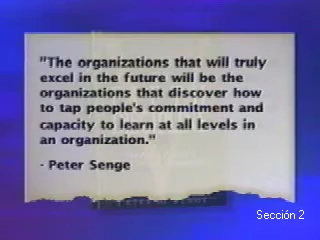 "The organizations that will truly
excel in the future will be the
organizations that discover how
to tap people's commitment and
capacity to learn at all levels in
an organization."
- Peter Senge
Sección 2